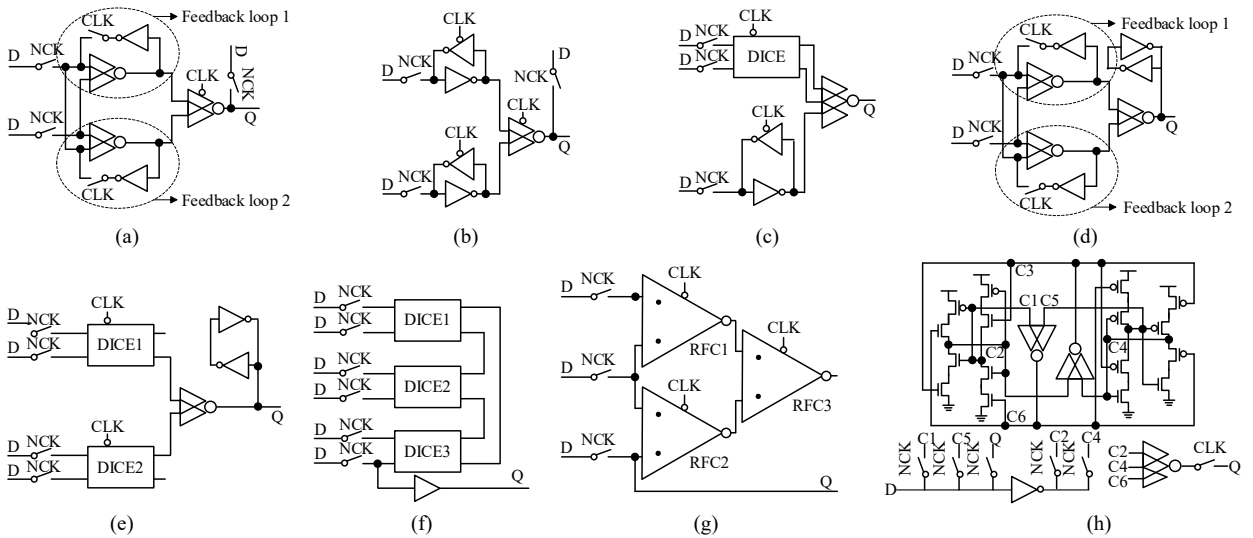 Feedback loop 1
CLK
D NCK
D
NCK
CLK
Q
D NCK
CLK
Feedback loop 2
(a)
CLK
D NCK
D
NCK
CLK
CLK
Q
D NCK
(b)
CLK
D NCK
D NCK
DICE
Q
CLK
D NCK
(c)
Feedback loop 1
CLK
D NCK
Q
D NCK
CLK
Feedback loop 2
(d)
D NCK
D NCK
CLK
DICE1
Q
D NCK
D NCK
CLK
DICE2
(e)
D NCK
D NCK
DICE1
D NCK
D NCK
DICE2
D NCK
D NCK
DICE3
Q
(f)
D NCK
CLK
RFC1
CLK
D NCK
CLK
RFC3
D NCK
RFC2
Q
(g)
C3
C1 C5
C2
C4
C6
C1 C5 Q C2 C4
NCK NCK NCK NCK NCK
D
C2
C4
C6
CLK
Q
(h)